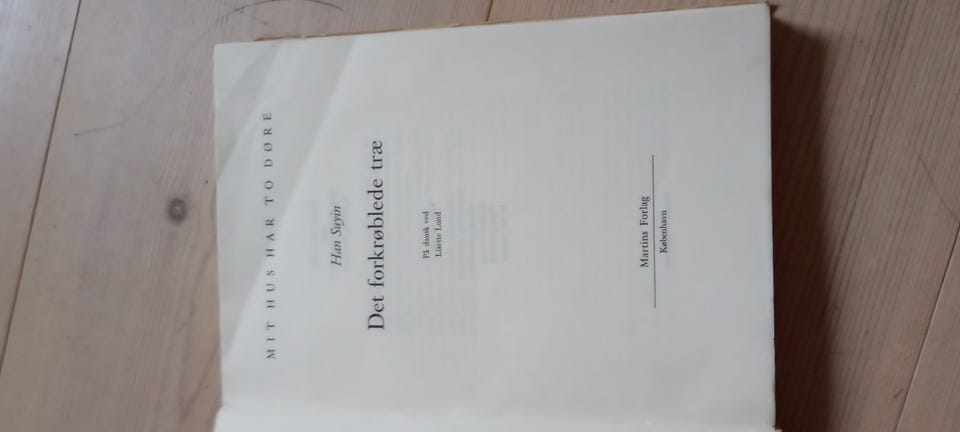 MIT HUS HAR TO DØRE
Han Suyin
Det forkrøblede træ
På dansk ved
Lisette Lund
Martins Forlag
København